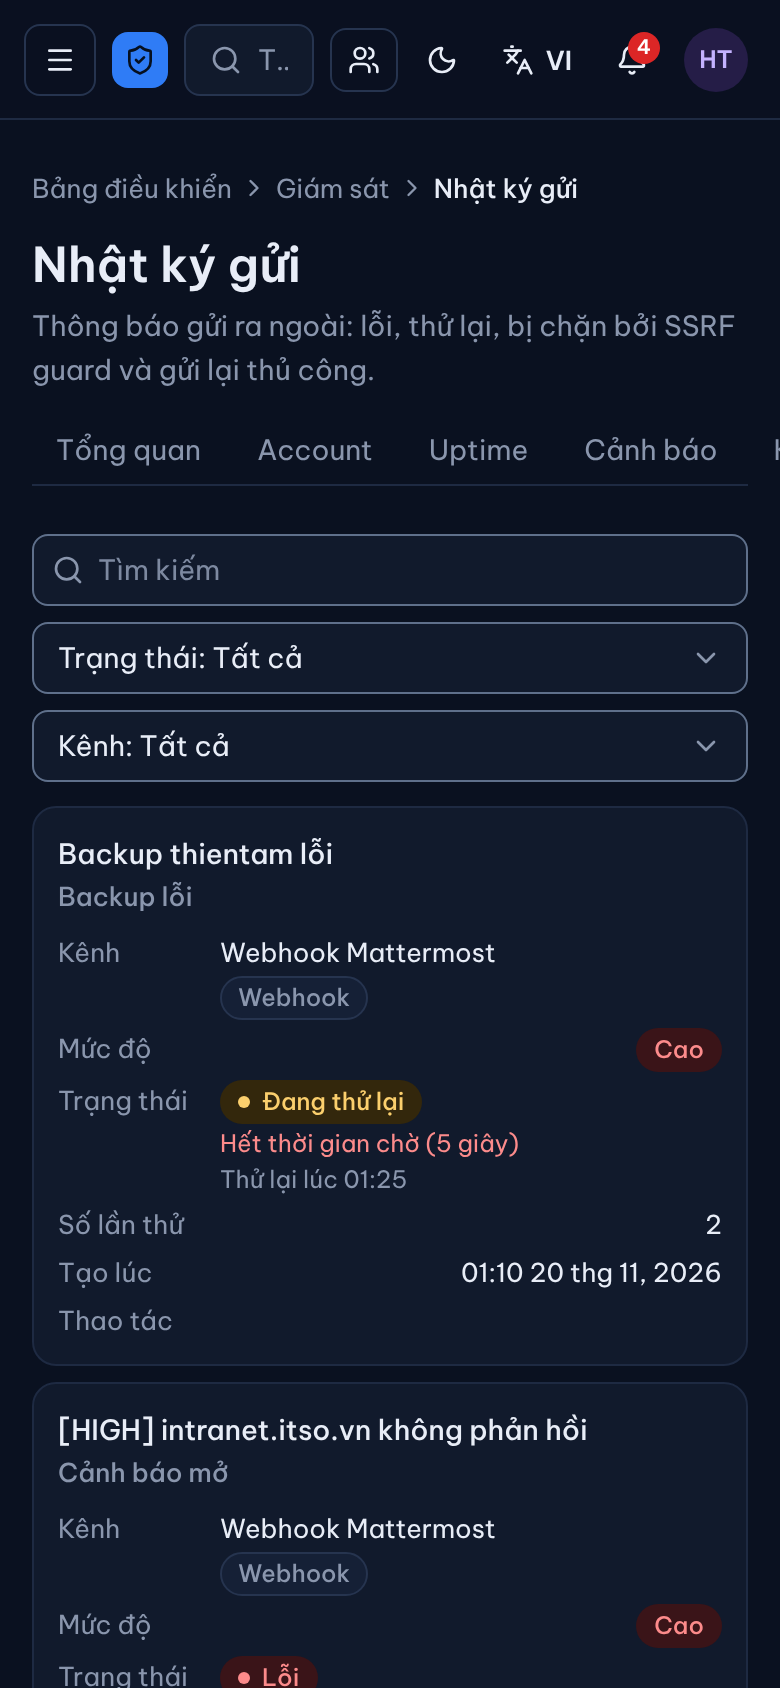 T..
VI
4
HT
Bảng điều khiển > Giám sát > Nhật ký gửi
Nhật ký gửi
Thông báo gửi ra ngoài: lỗi, thử lại, bị chặn bởi SSRF
guard và gửi lại thủ công.
Tổng quan Account Uptime Cảnh báo
Tìm kiếm
Trạng thái: Tất cả
Kênh: Tất cả
Backup thientam lỗi
Backup lỗi
Kênh Webhook Mattermost
Webhook
Mức độ Cao
Trạng thái Đang thử lại
Hết thời gian chờ (5 giây)
Thử lại lúc 01:25
Số lần thử 2
Tạo lúc 01:10 20 thg 11, 2026
Thao tác
[HIGH] intranet.itso.vn không phản hồi
Cảnh báo mở
Kênh Webhook Mattermost
Webhook
Mức độ Cao
Trạng thái Lỗi